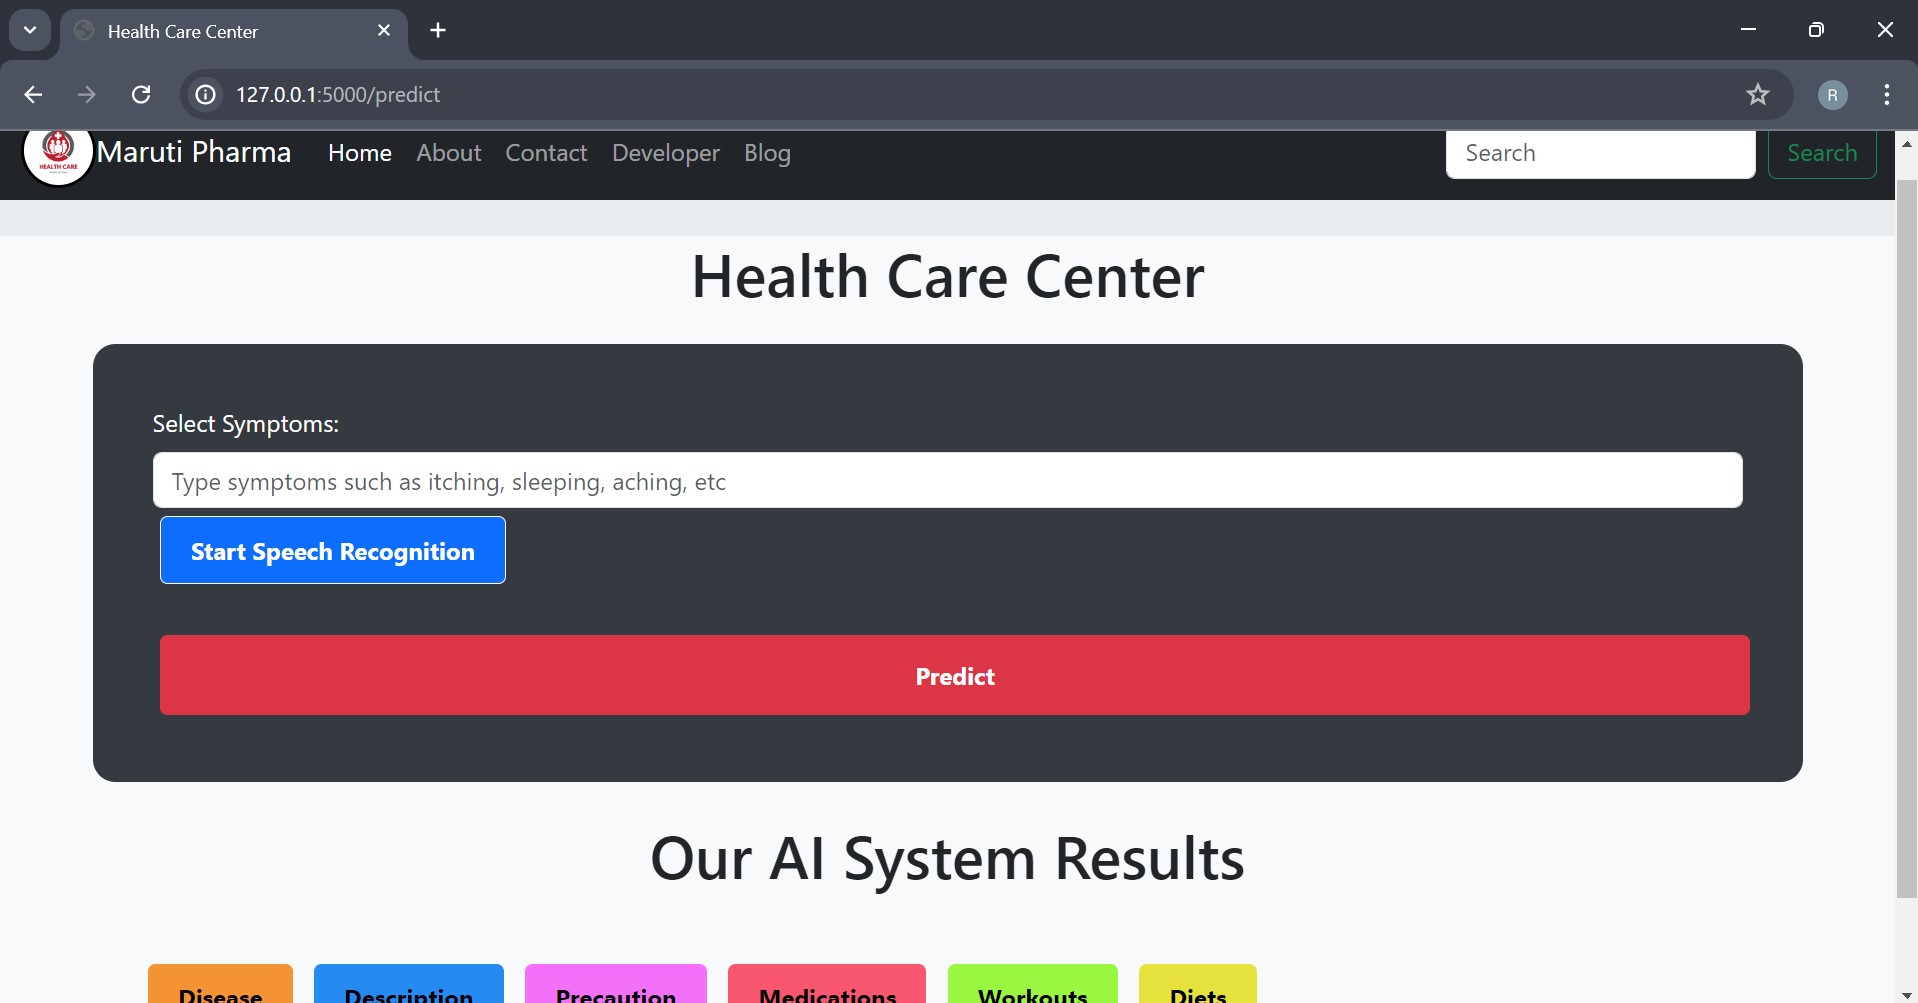 Health Care Center
127.0.0.1:5000/predict
R
HEALTH CARE
Maruti Pharma
Home
About
Contact
Developer
Blog
Search
Search
Health Care Center
Select Symptoms:
Type symptoms such as itching, sleeping, aching, etc
Start Speech Recognition
Predict
Our AI System Results
Disease
Description
Precaution
Medications
Workouts
Diets